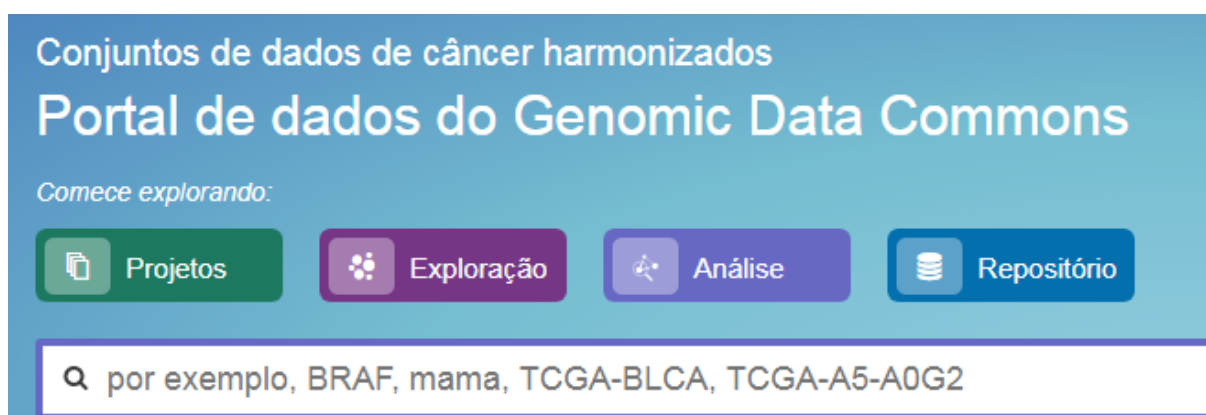 Conjuntos de dados de câncer harmonizados
Portal de dados do Genomic Data Commons
Comece explorando:
Projetos Exploração Análise Repositório
por exemplo, BRAF, mama, TCGA-BLCA, TCGA-A5-A0G2